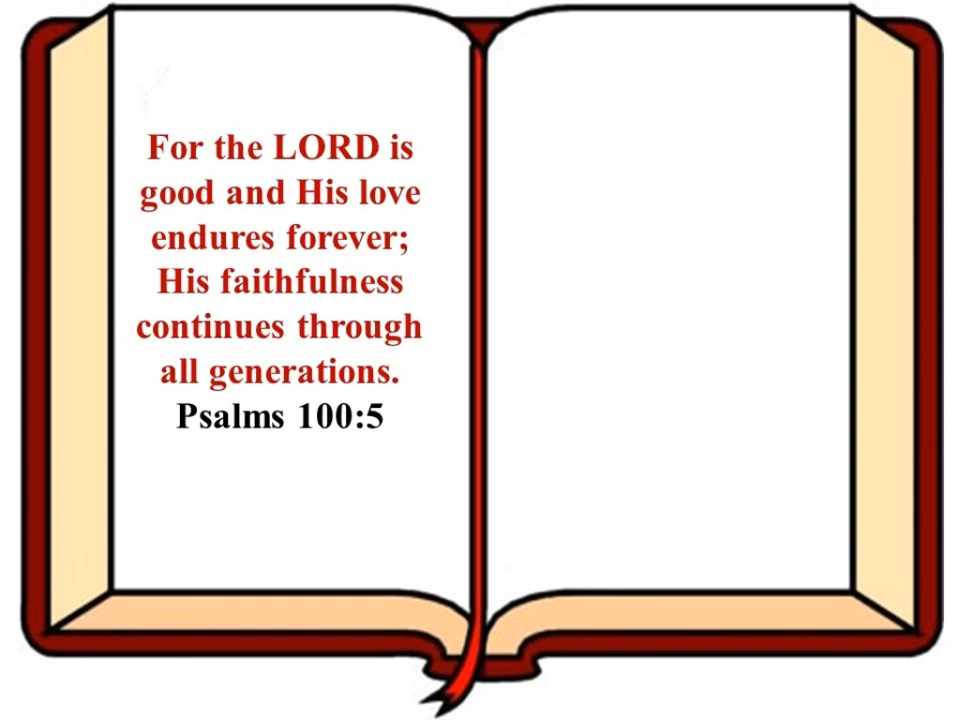 For the LORD is
good and His love
endures forever;
His faithfulness
continues through
all generations.
Psalms 100:5